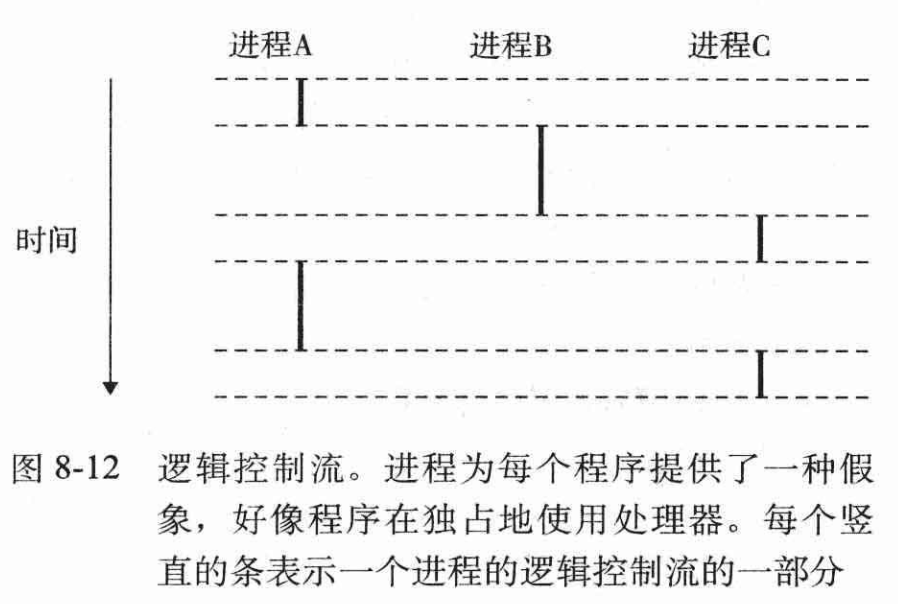 进程A 进程B 进程C
时间
图 8-12 逻辑控制流。进程为每个程序提供了一种假
象，好像程序在独占地使用处理器。每个竖
直的条表示一个进程的逻辑控制流的一部分